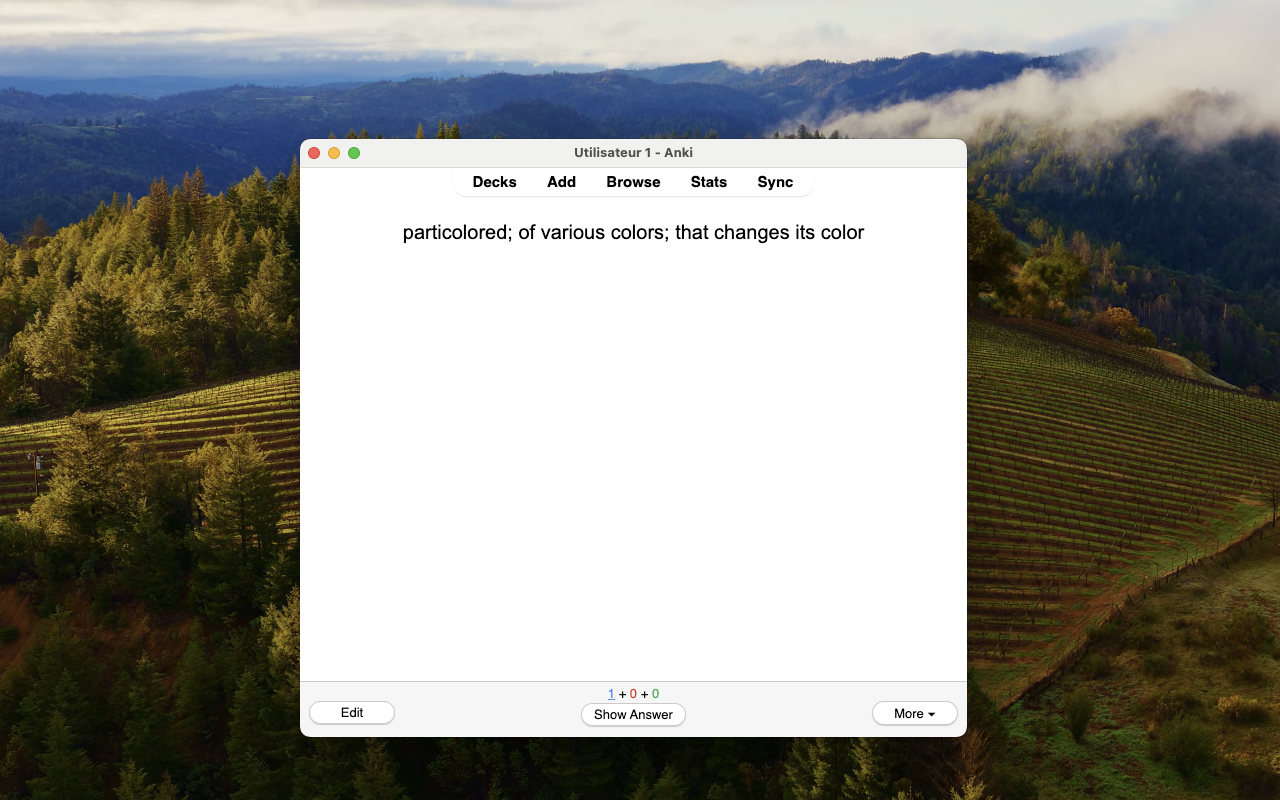 Utilisateur 1 - Anki
Decks Add Browse Stats Sync
particolored; of various colors; that changes its color
1 + 0 + 0
Edit Show Answer More